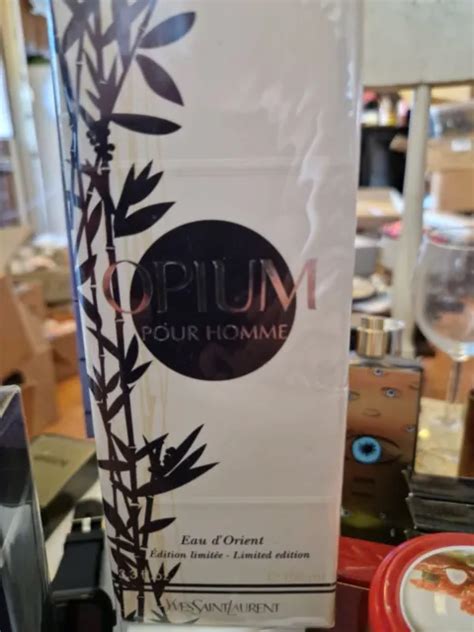 OPIUM
POUR HOMME
Eau d'Orient
Édition limitée - Limited edition
YVESSAINTLAURENT